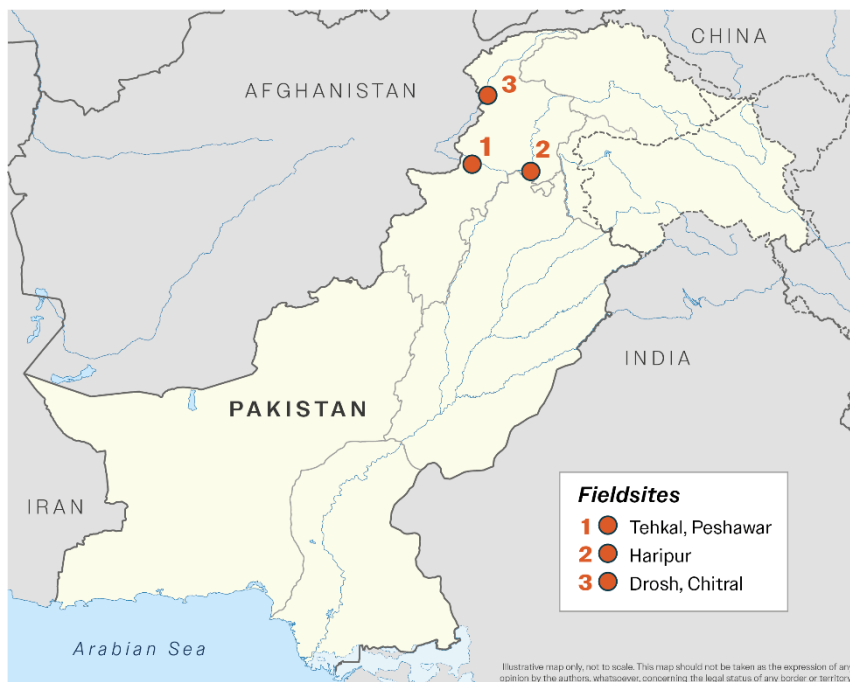 CHINA
AFGHANISTAN
3
1
2
INDIA
PAKISTAN
IRAN
Fieldsites
1 Tehkal, Peshawar
2 Haripur
3 Drosh, Chitral
Arabian Sea
Illustrative map only, not to scale. This map should not be taken as the expression of any
opinion by the authors, whatsoever, concerning the legal status of any border or territory